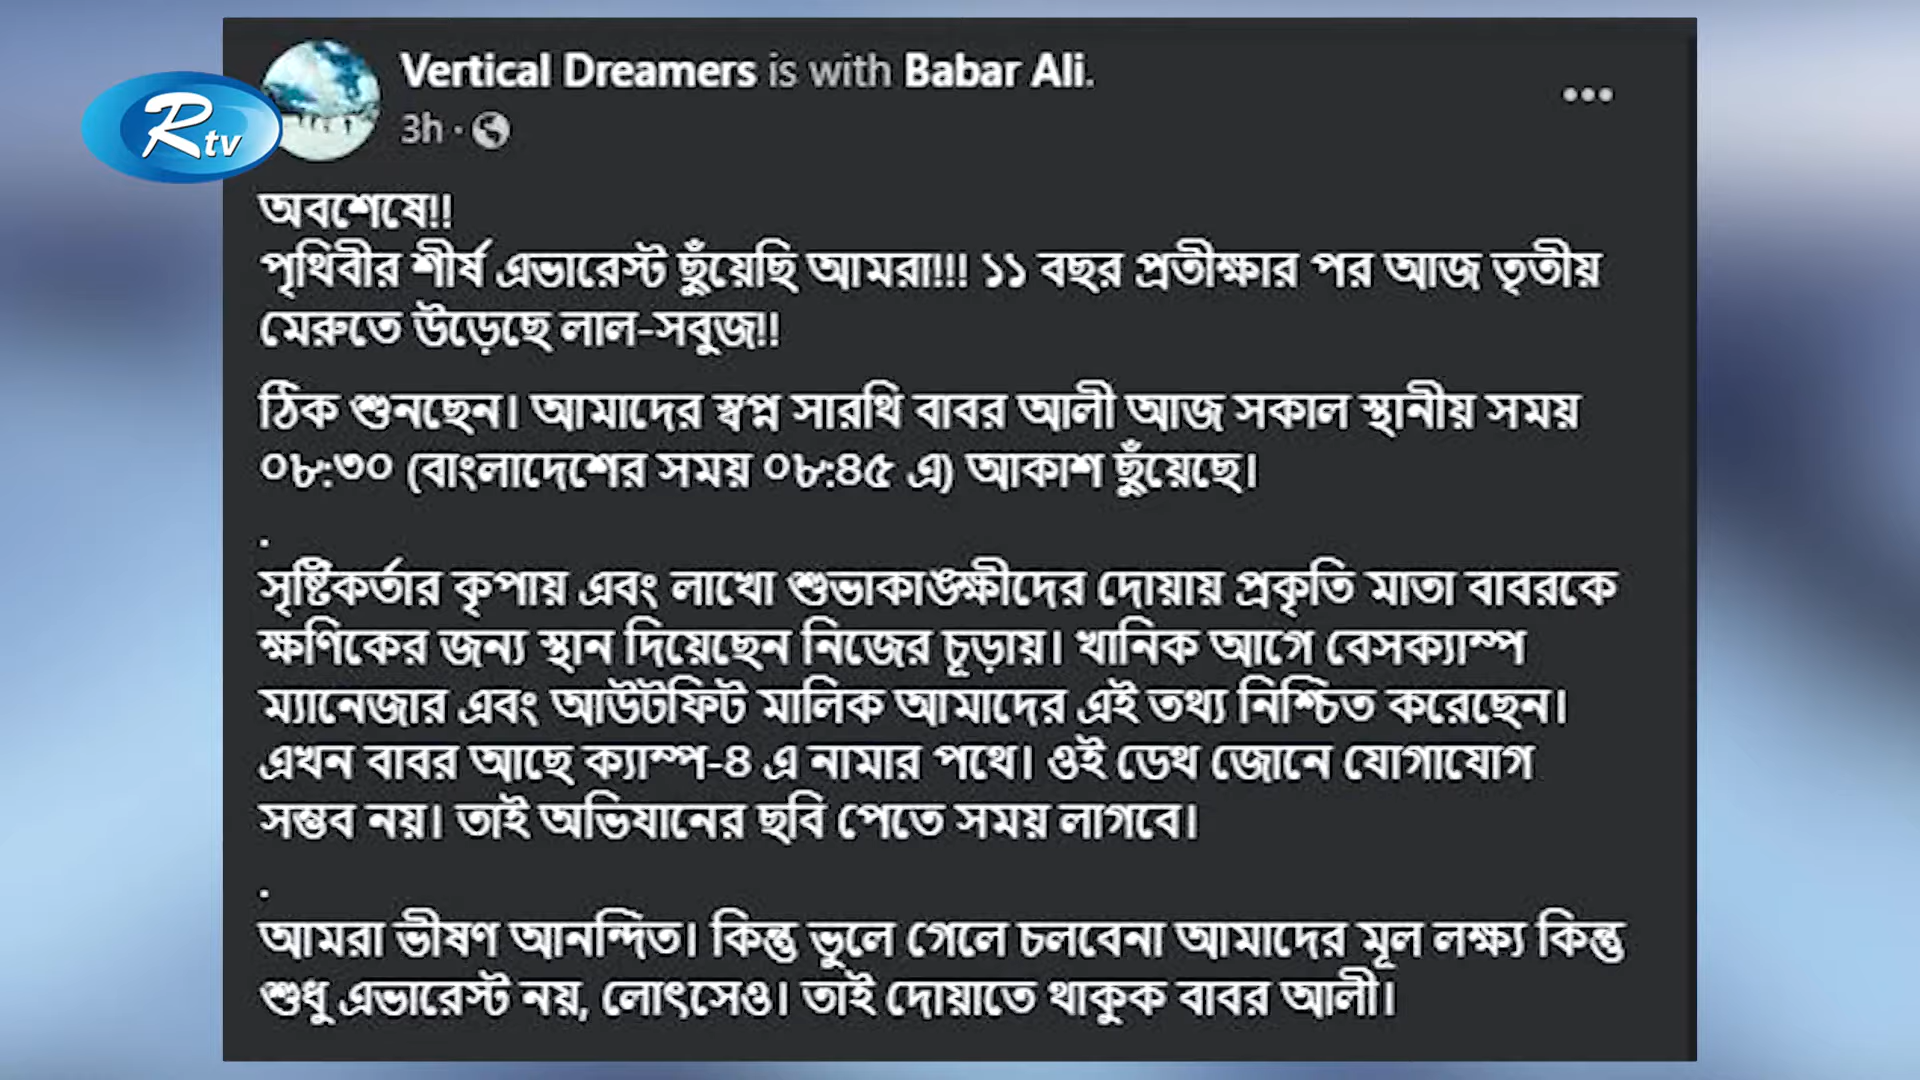 Rtv
Vertical Dreamers is with Babar Ali.
3h ·
অবশেষে!!
পৃথিবীর শীর্ষ এভারেস্ট ছুঁয়েছি আমরা!!! ১১ বছর প্রতীক্ষার পর আজ তৃতীয়
মেরুতে উড়েছে লাল-সবুজ!!
ঠিক শুনছেন। আমাদের স্বপ্ন সারথি বাবর আলী আজ সকাল স্থানীয় সময়
০৮:৩০ (বাংলাদেশের সময় ০৮:৪৫ এ) আকাশ ছুঁয়েছে।
.
সৃষ্টিকর্তার কৃপায় এবং লাখো শুভাকাঙ্ক্ষীদের দোয়ায় প্রকৃতি মাতা বাবরকে
ক্ষণিকের জন্য স্থান দিয়েছেন নিজের চূড়ায়। খানিক আগে বেসক্যাম্প
ম্যানেজার এবং আউটফিট মালিক আমাদের এই তথ্য নিশ্চিত করেছেন।
এখন বাবর আছে ক্যাম্প-৪ এ নামার পথে। ওই ডেথ জোনে যোগাযোগ
সম্ভব নয়। তাই অভিযানের ছবি পেতে সময় লাগবে।
.
আমরা ভীষণ আনন্দিত। কিন্তু ভুলে গেলে চলবেনা আমাদের মূল লক্ষ্য কিন্তু
শুধু এভারেস্ট নয়, লোৎসেও। তাই দোয়াতে থাকুক বাবর আলী।